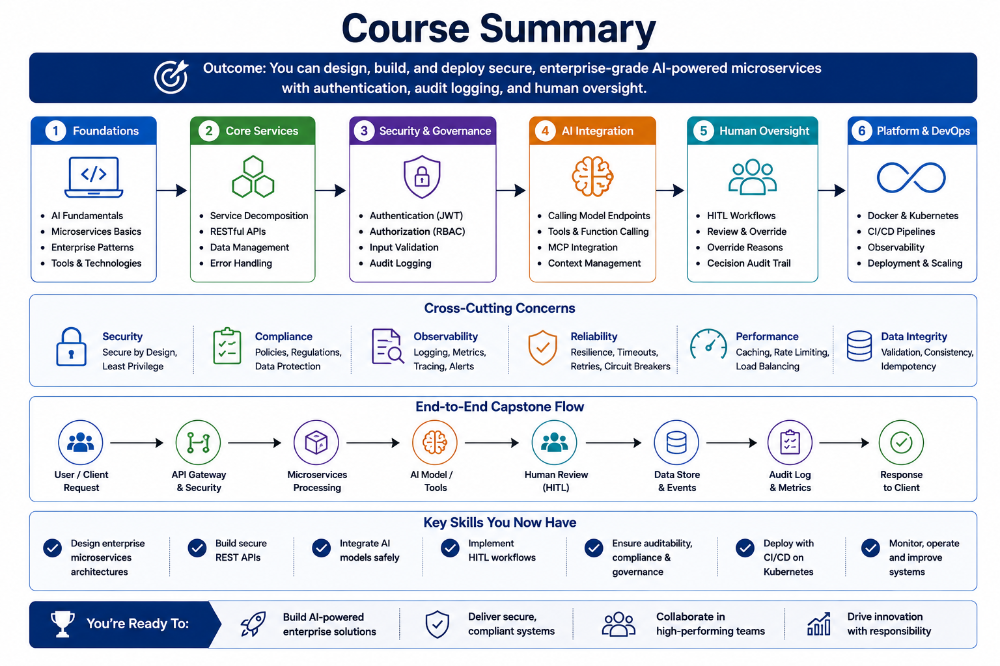 Course Summary
Outcome: You can design, build, and deploy secure, enterprise-grade AI-powered microservices
with authentication, audit logging, and human oversight.
1 Foundations
AI Fundamentals
Microservices Basics
Enterprise Patterns
Tools & Technologies
2 Core Services
Service Decomposition
RESTful APIs
Data Management
Error Handling
3 Security & Governance
Authentication (JWT)
Authorization (RBAC)
Input Validation
Audit Logging
4 AI Integration
Calling Model Endpoints
Tools & Function Calling
MCP Integration
Context Management
5 Human Oversight
HITL Workflows
Review & Override
Override Reasons
Cecision Audit Trail
6 Platform & DevOps
Docker & Kubernetes
CI/CD Pipelines
Observability
Deployment & Scaling
Cross-Cutting Concerns
Security
Secure by Design,
Least Privilege
Compliance
Policies, Regulations,
Data Protection
Observability
Logging, Metrics,
Tracing, Alerts
Reliability
Resilience, Timeouts,
Retries, Circuit Breakers
Performance
Caching, Rate Limiting,
Load Balancing
Data Integrity
Validation, Consistency,
Idempotency
End-to-End Capstone Flow
User / Client
Request
API Gateway
& Security
Microservices
Processing
AI Model /
Tools
Human Review
(HITL)
Data Store
& Events
Audit Log
& Metrics
Response
to Client
Key Skills You Now Have
Design enterprise
microservices
architectures
Build secure
REST APIs
Integrate AI
models safely
Implement
HITL workflows
Ensure auditability,
compliance &
governance
Deploy with
CI/CD on
Kubernetes
Monitor, operate
and improve
systems
You're Ready To:
Build AI-powered
enterprise solutions
Deliver secure,
compliant systems
Collaborate in
high-performing teams
Drive innovation
with responsibility